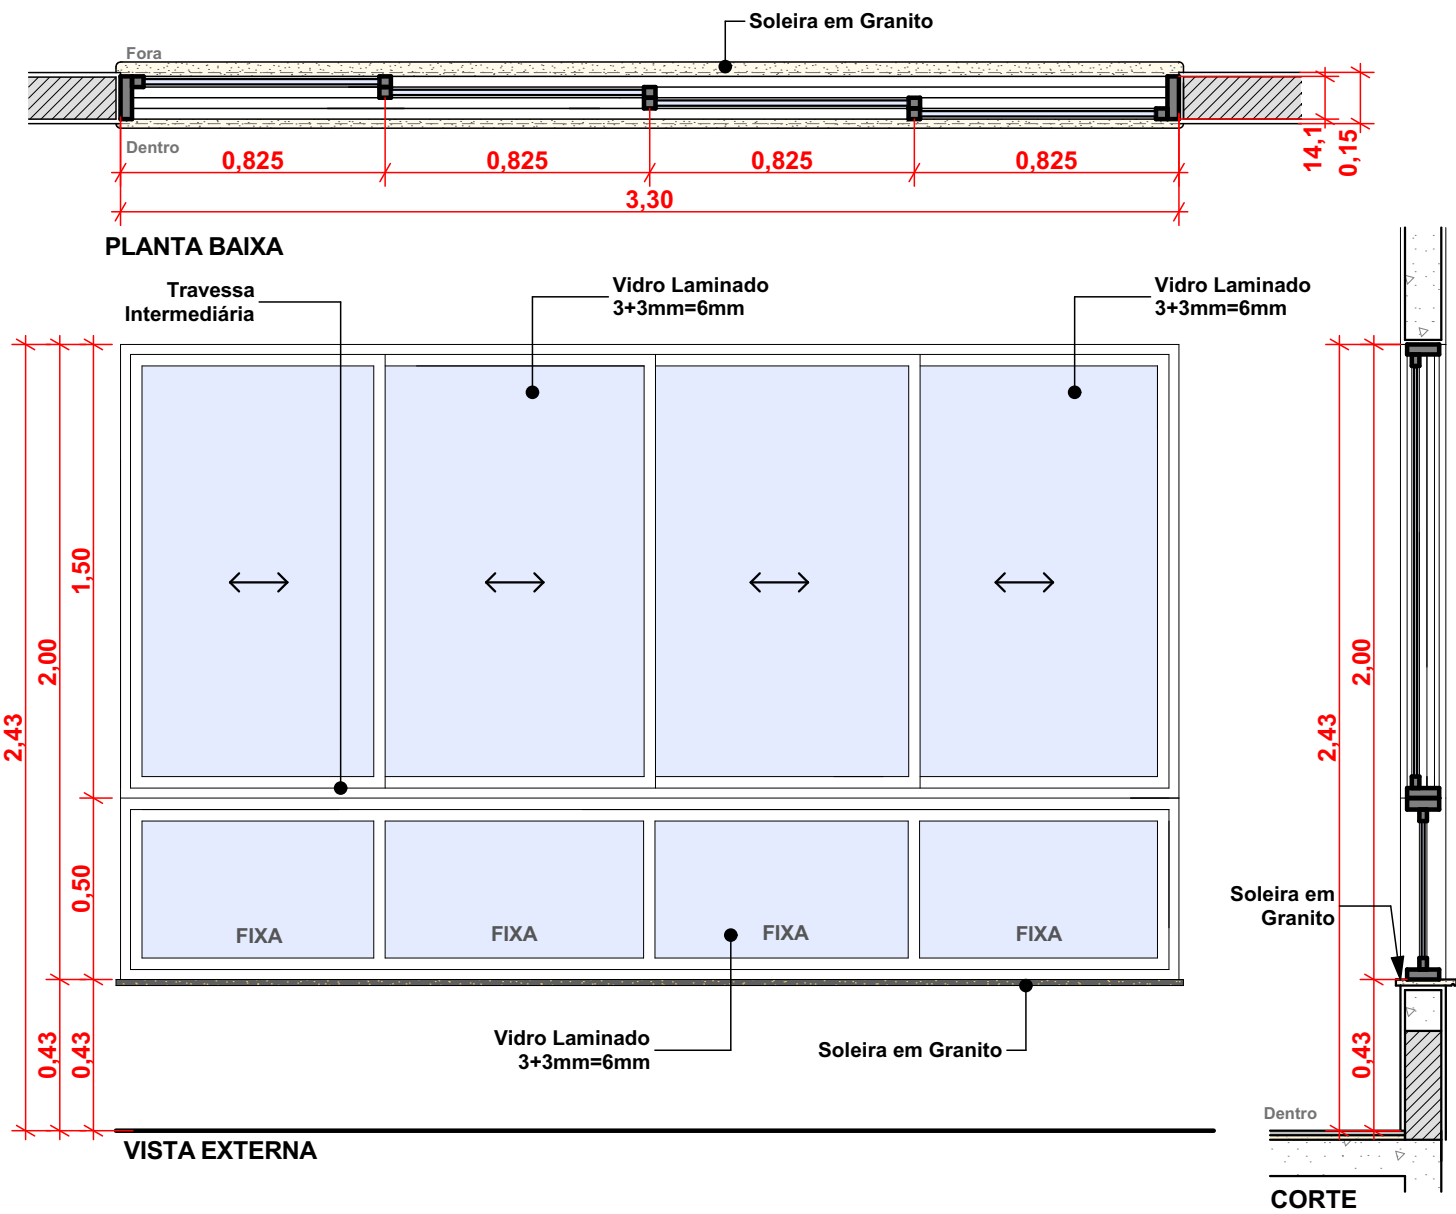 Soleira em Granito
Fora
Dentro
0,825
0,825
0,825
0,825
3,30
14,1
0,15
PLANTA BAIXA
Travessa
Intermediária
Vidro Laminado
3+3mm=6mm
Vidro Laminado
3+3mm=6mm
2,43
2,00
1,50
0,50
0,43
0,43
FIXA
FIXA
FIXA
FIXA
Vidro Laminado
3+3mm=6mm
Soleira em Granito
VISTA EXTERNA
2,43
2,00
0,43
Soleira em
Granito
Dentro
CORTE